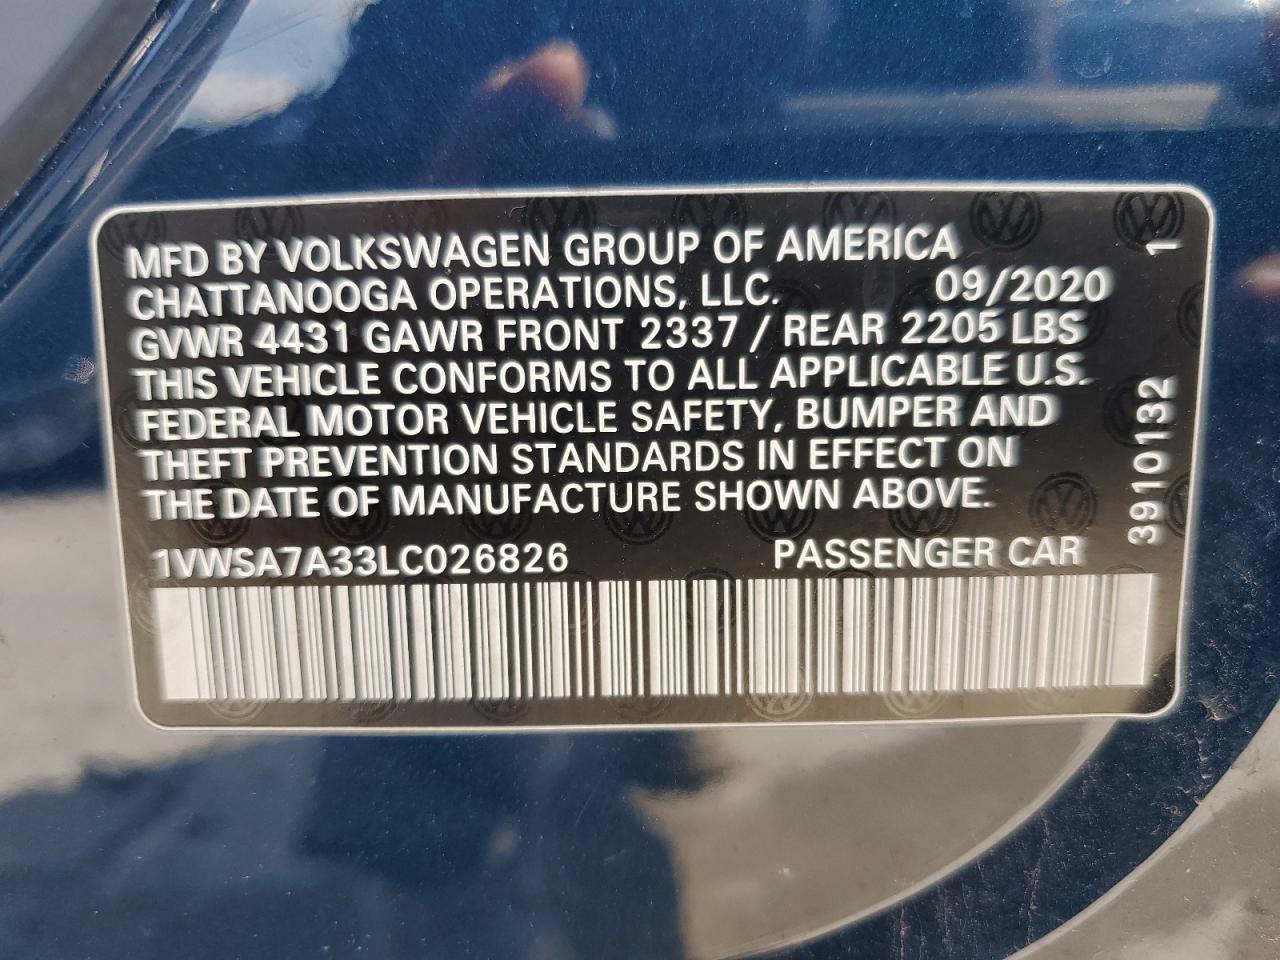 MFD BY VOLKSWAGEN GROUP OF AMERICA
CHATTANOOGA OPERATIONS, LLC. 09/2020
GVWR 4431 GAWR FRONT 2337 / REAR 2205 LBS
THIS VEHICLE CONFORMS TO ALL APPLICABLE U.S.
FEDERAL MOTOR VEHICLE SAFETY, BUMPER AND
THEFT PREVENTION STANDARDS IN EFFECT ON
THE DATE OF MANUFACTURE SHOWN ABOVE.
1VWSA7A33LC026826 PASSENGER CAR
3910132 1